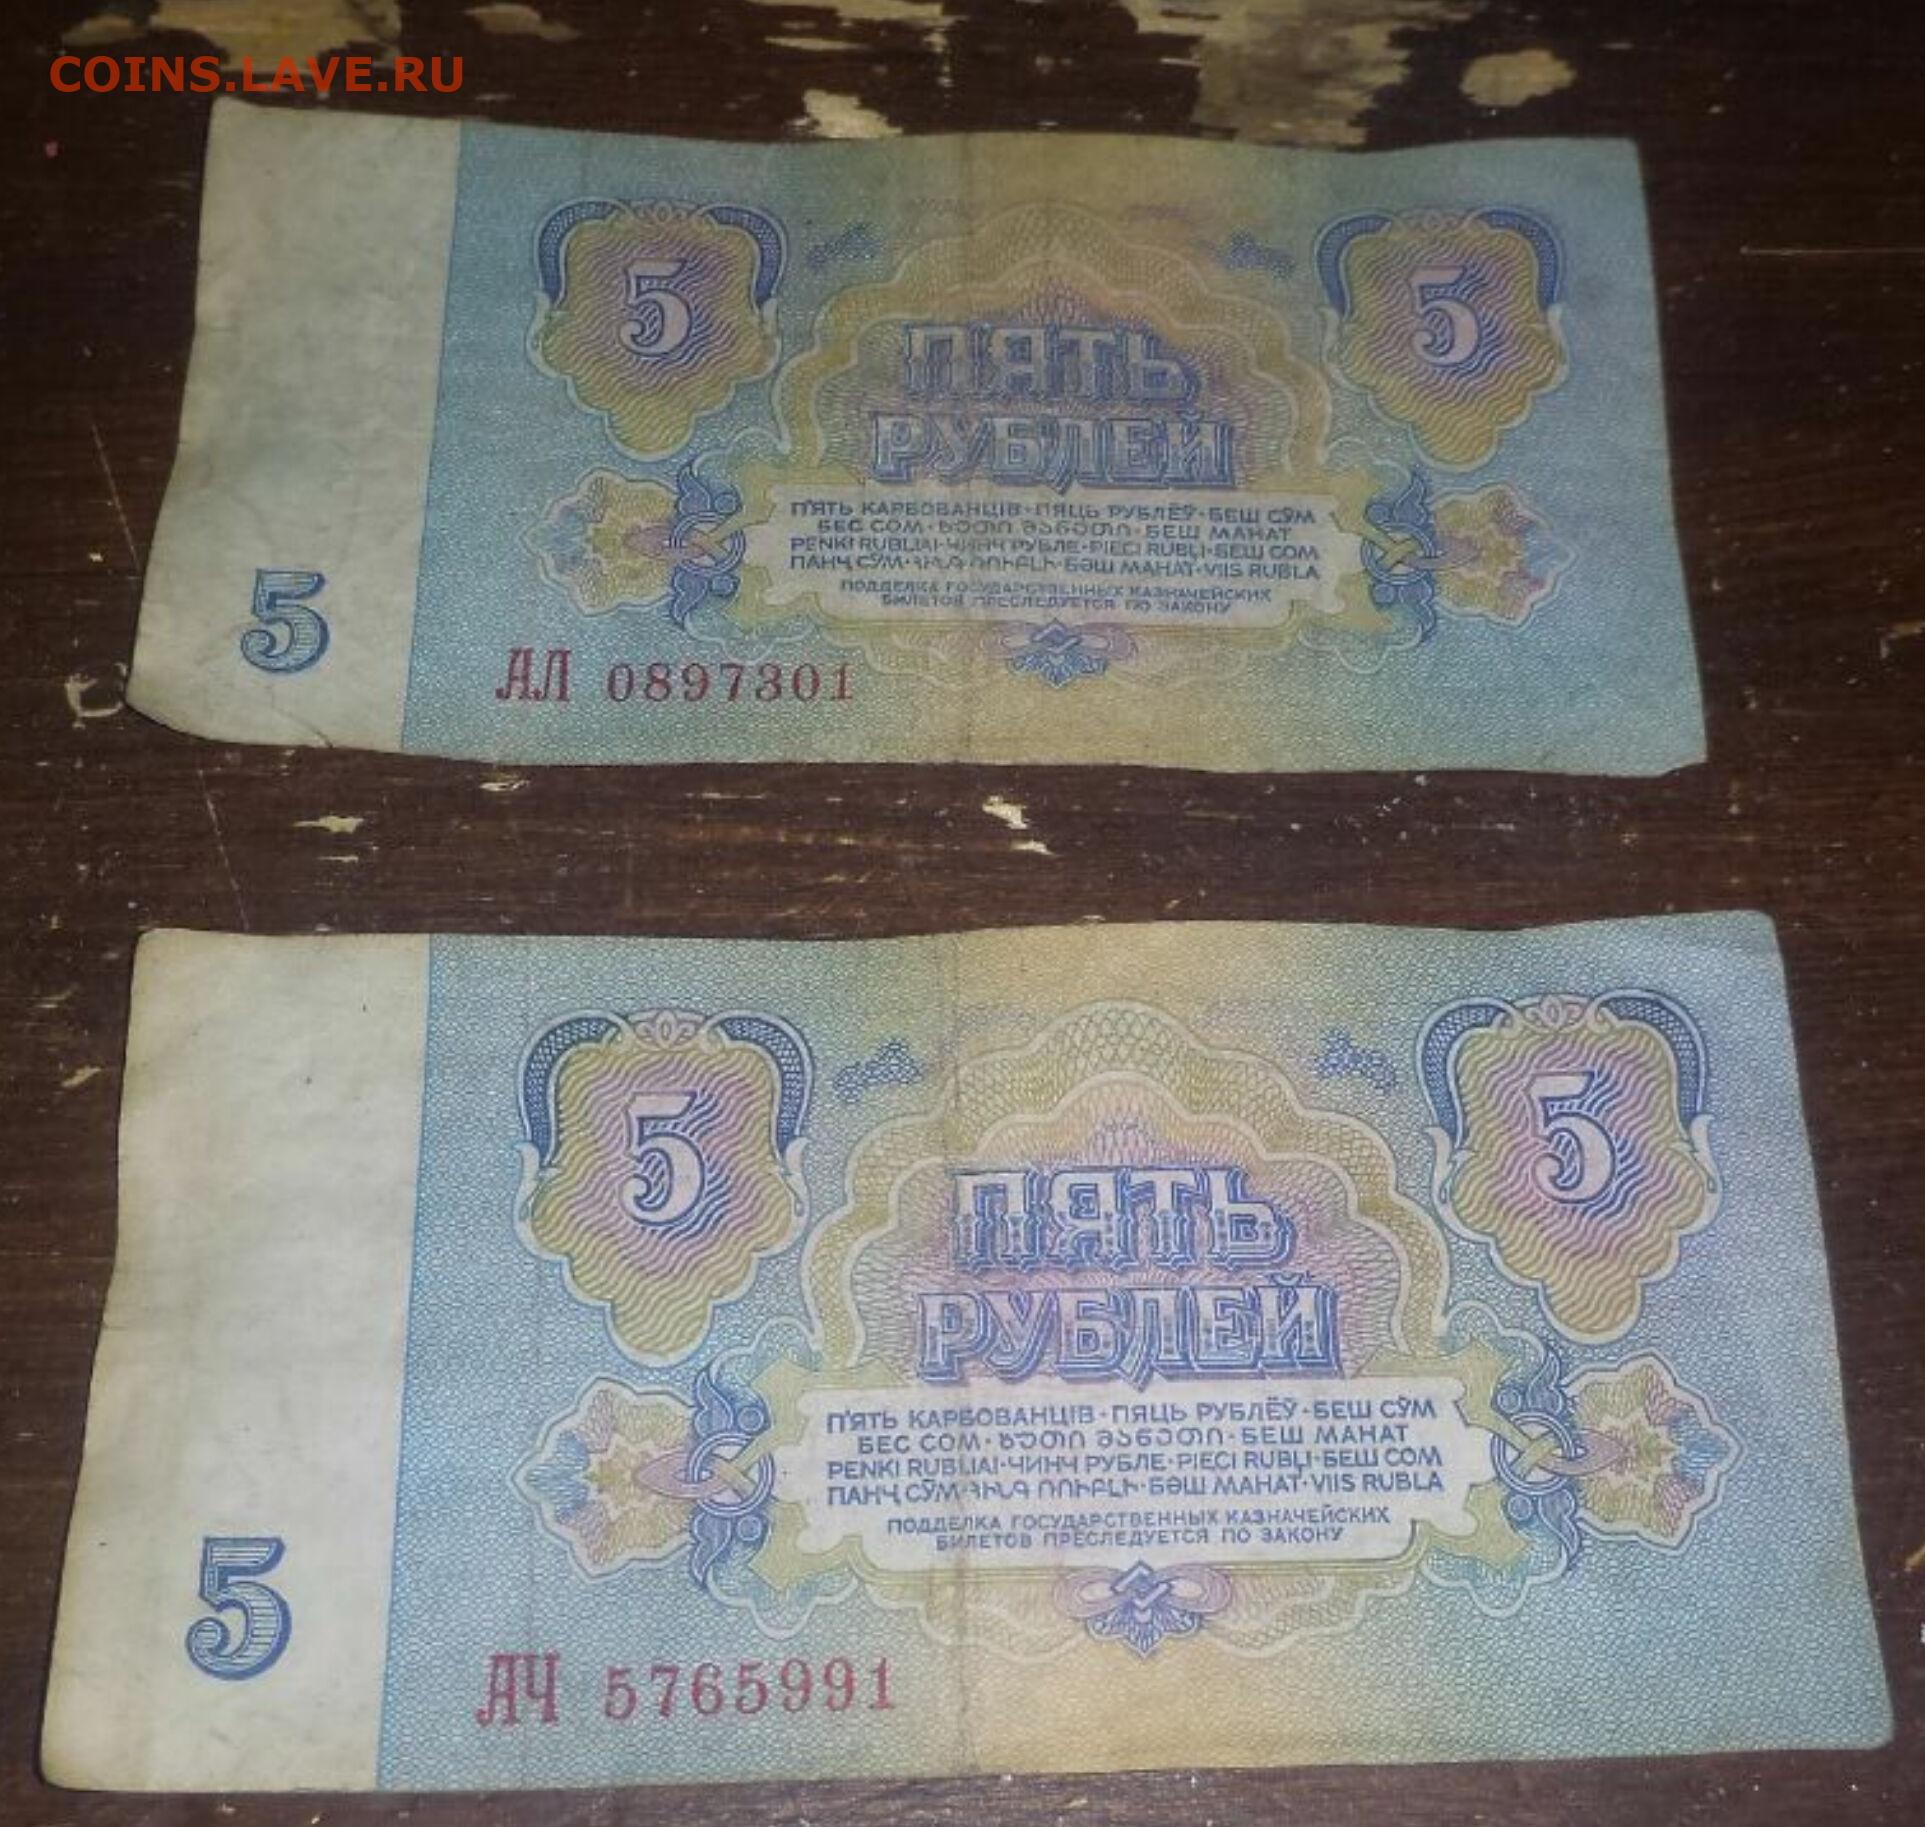 COINS.LAVE.RU
5 5
ПЯТЬ
РУБЛЕЙ
П'ЯТЬ КАРБОВАНЦІВ·ПЯЦЬ РУБЛЁЎ·БЕШ СЎМ
БЕС СОМ·ᲮᲣᲗᲘ ᲛᲐᲜᲔᲗᲘ·БЕШ МАНАТ
PENKI RUBLIAI·ЧИНЧ РУБЛЕ·PIECI RUBĻI·БЕШ СОМ
ПАНҶ СӮМ·ՀԻՆԳ ՌՈՒԲԼԻ·БӘШ МАНАТ·VIIS RUBLA
ПОДДЕЛКА ГОСУДАРСТВЕННЫХ КАЗНАЧЕЙСКИХ
БИЛЕТОВ ПРЕСЛЕДУЕТСЯ ПО ЗАКОНУ
5
АЛ 0897301
5 5
ПЯТЬ
РУБЛЕЙ
П'ЯТЬ КАРБОВАНЦІВ·ПЯЦЬ РУБЛЁЎ·БЕШ СЎМ
БЕС СОМ·ᲮᲣᲗᲘ ᲛᲐᲜᲔᲗᲘ·БЕШ МАНАТ
PENKI RUBLIAI·ЧИНЧ РУБЛЕ·PIECI RUBĻI·БЕШ СОМ
ПАНҶ СӮМ·ՀԻՆԳ ՌՈՒԲԼԻ·БӘШ МАНАТ·VIIS RUBLA
ПОДДЕЛКА ГОСУДАРСТВЕННЫХ КАЗНАЧЕЙСКИХ
БИЛЕТОВ ПРЕСЛЕДУЕТСЯ ПО ЗАКОНУ
5
АЧ 5765991